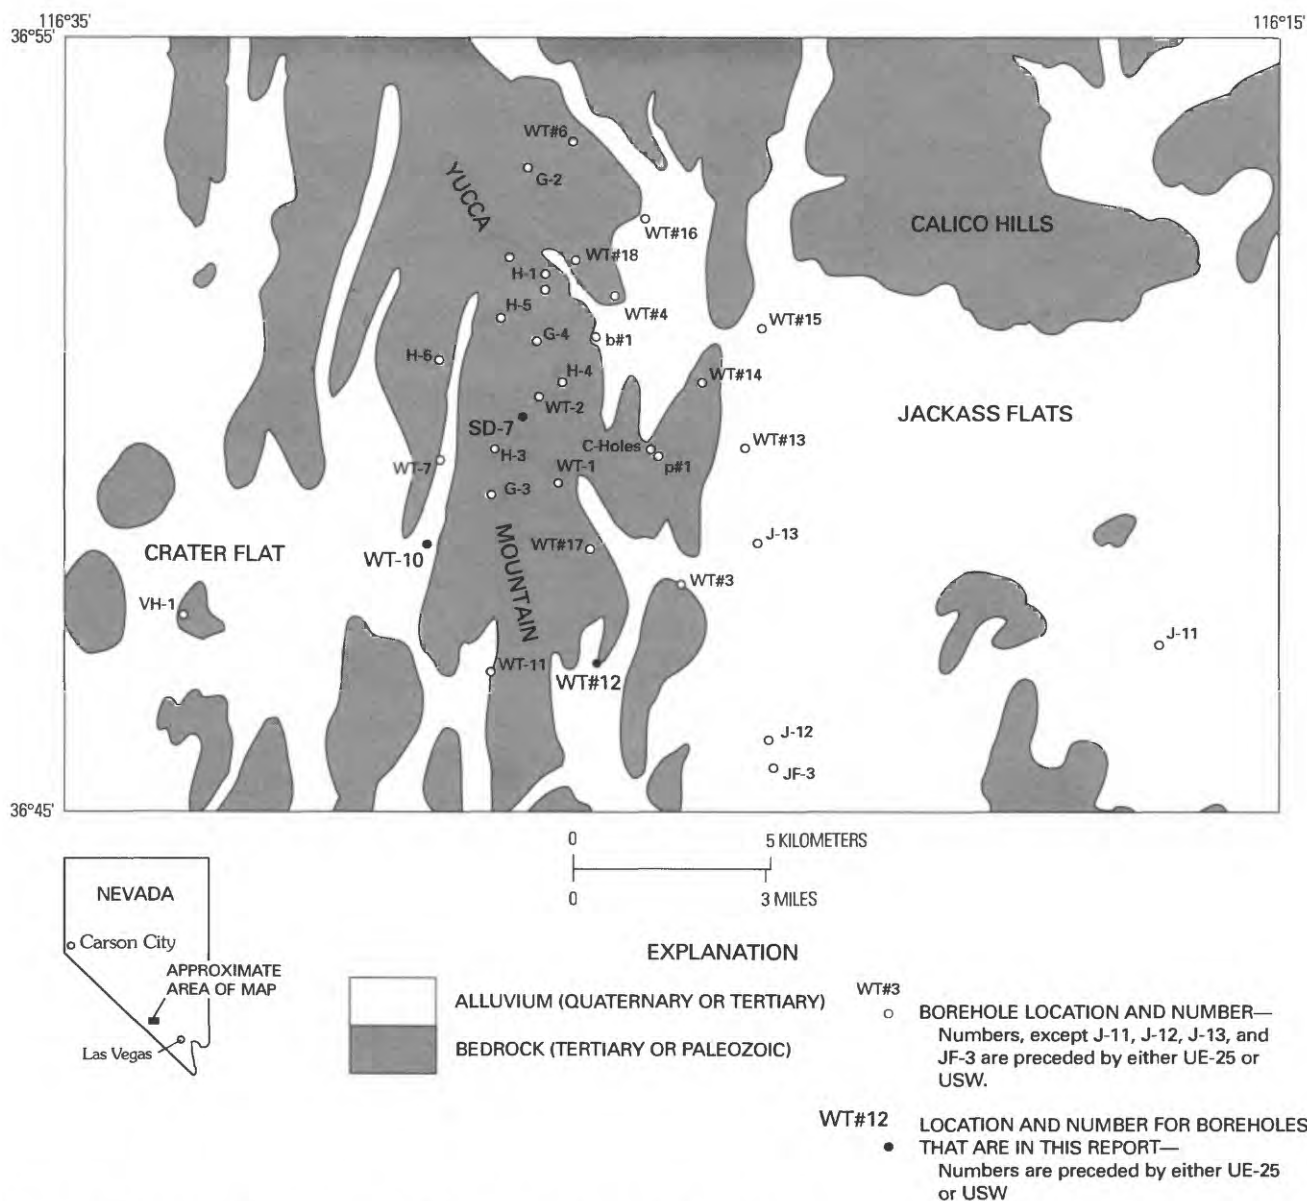 116°35'
116°15'
36°55'
WT#6
G-2
YUCCA
WT#16
CALICO HILLS
WT#18
H-1
WT#4
H-5
WT#15
G-4
b#1
H-6
H-4
WT#14
WT-2
JACKASS FLATS
SD-7
C-Holes
WT#13
H-3
WT-7
p#1
WT-1
G-3
MOUNTAIN
J-13
CRATER FLAT
WT#17
WT-10
WT#3
VH-1
J-11
WT-11
WT#12
J-12
JF-3
36°45'
0 5 KILOMETERS
0 3 MILES
NEVADA
Carson City
APPROXIMATE
AREA OF MAP
Las Vegas
EXPLANATION
ALLUVIUM (QUATERNARY OR TERTIARY)
BEDROCK (TERTIARY OR PALEOZOIC)
WT#3
BOREHOLE LOCATION AND NUMBER—
Numbers, except J-11, J-12, J-13, and
JF-3 are preceded by either UE-25 or
USW.
WT#12
LOCATION AND NUMBER FOR BOREHOLES
THAT ARE IN THIS REPORT—
Numbers are preceded by either UE-25
or USW